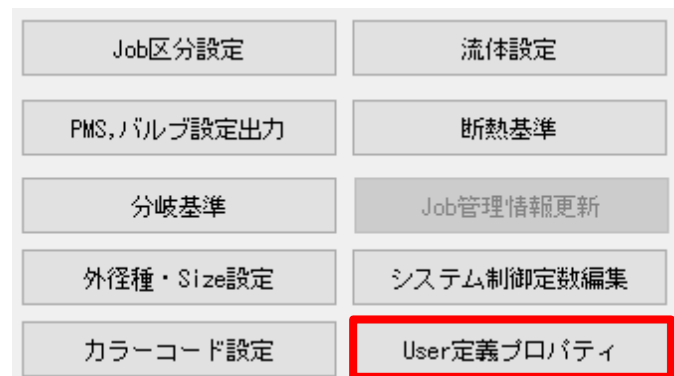 Job区分設定
流体設定
PMS,バルブ設定出力
断熱基準
分岐基準
Job管理情報更新
外径種・Size設定
システム制御定数編集
カラーコード設定
User定義プロパティ